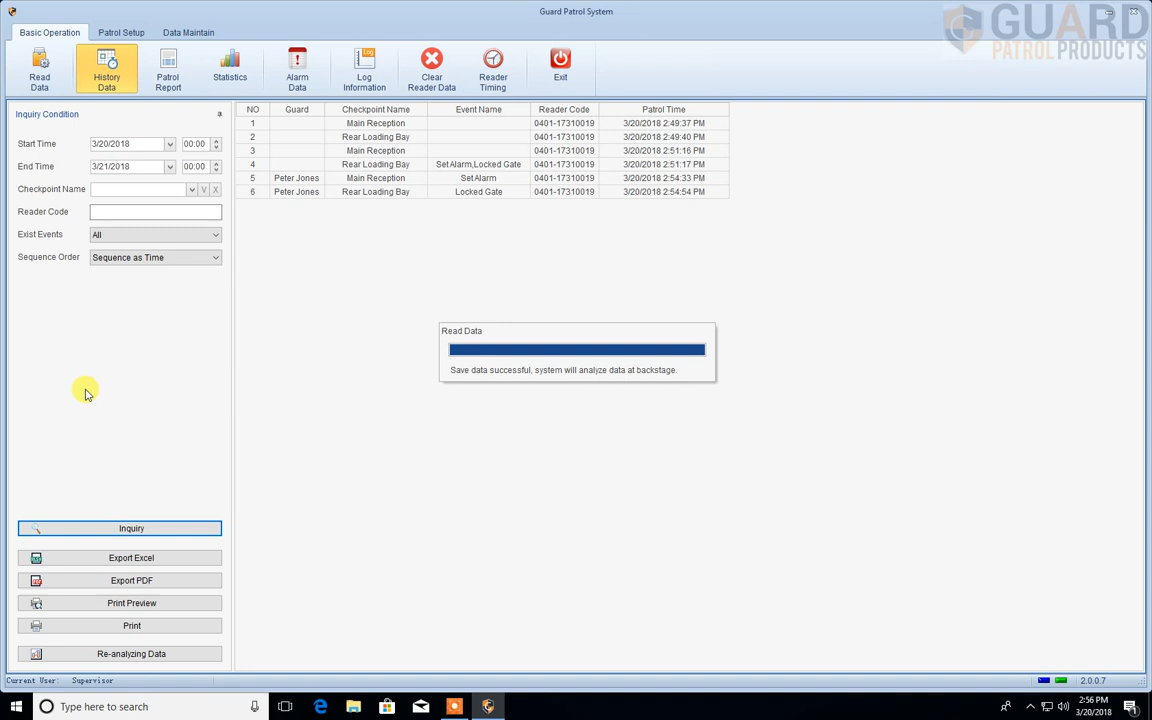 Guard Patrol System
GUARD
PATROL PRODUCTS
Basic Operation Patrol Setup Data Maintain
Read Data
History Data
Patrol Report
Statistics
Alarm Data
Log
Log Information
Clear Reader Data
Reader Timing
Exit
Inquiry Condition
Start Time 3/20/2018 00:00
End Time 3/21/2018 00:00
Checkpoint Name V X
Reader Code
Exist Events All
Sequence Order Sequence as Time
Inquiry
Export Excel
Export PDF
Print Preview
Print
Re-analyzing Data
NO Guard Checkpoint Name Event Name Reader Code Patrol Time
1 Main Reception 0401-17310019 3/20/2018 2:49:37 PM
2 Rear Loading Bay 0401-17310019 3/20/2018 2:49:40 PM
3 Main Reception 0401-17310019 3/20/2018 2:51:16 PM
4 Rear Loading Bay Set Alarm,Locked Gate 0401-17310019 3/20/2018 2:51:17 PM
5 Peter Jones Main Reception Set Alarm 0401-17310019 3/20/2018 2:54:33 PM
6 Peter Jones Rear Loading Bay Locked Gate 0401-17310019 3/20/2018 2:54:54 PM
Read Data
Save data successful, system will analyze data at backstage.
Current User: Supervisor 2.0.0.7
Type here to search
2:56 PM
3/20/2018
1